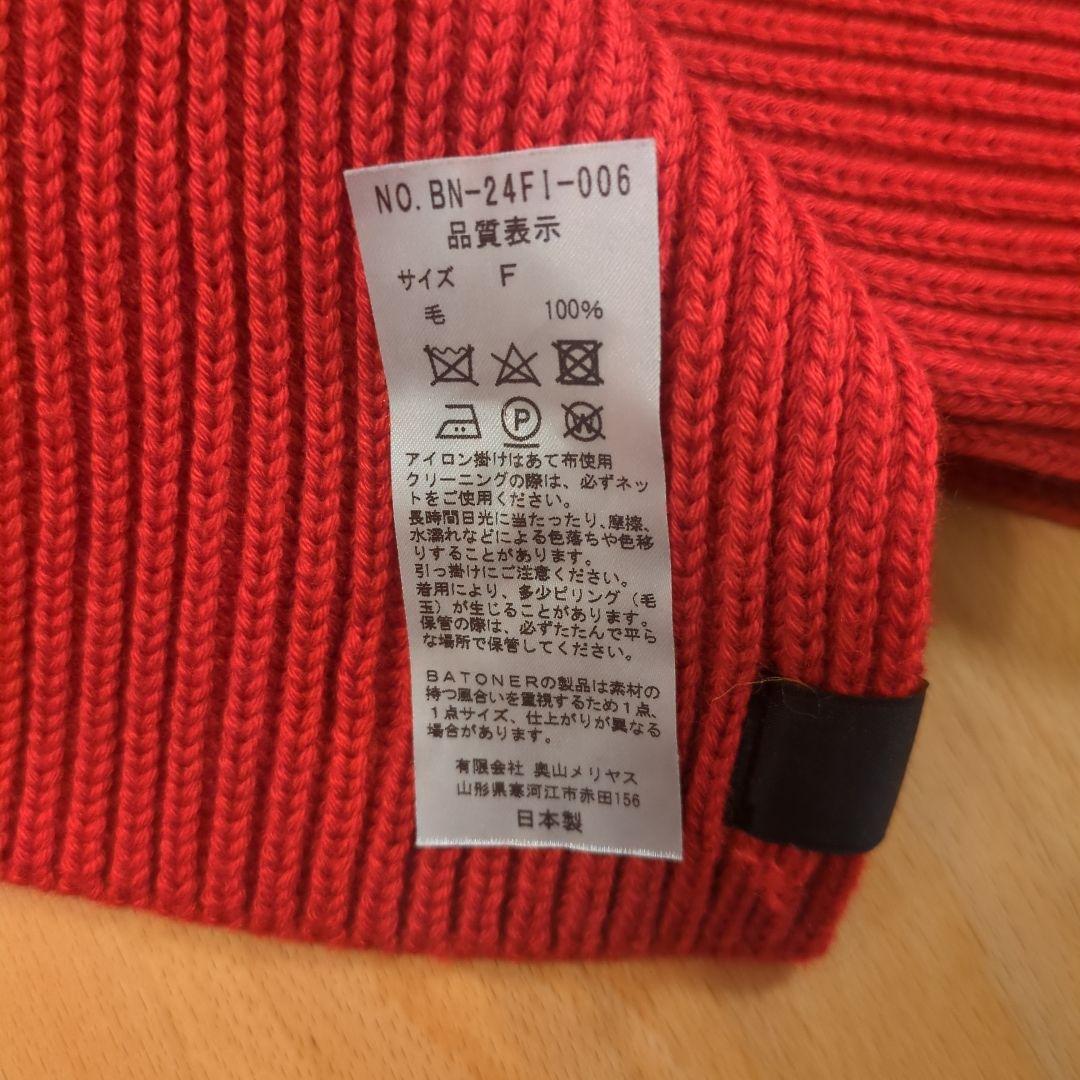 NO. BN-24FI-006
品質表示
サイズ F
毛 100%
P
W
アイロン掛けはあて布使用
クリーニングの際は、必ずネッ
トをご使用ください。
長時間日光に当たったり、摩擦、
水濡れなどによる色落ちや色移
りすることがあります。
引っ掛けにご注意ください。
着用により、多少ピリング（毛
玉）が生じることがあります。
保管の際は、必ずたたんで平ら
な場所で保管してください。
BATONERの製品は素材の
持つ風合いを重視するため１点、
１点サイズ、仕上がりが異なる
場合があります。
有限会社 奥山メリヤス
山形県寒河江市赤田156
日本製